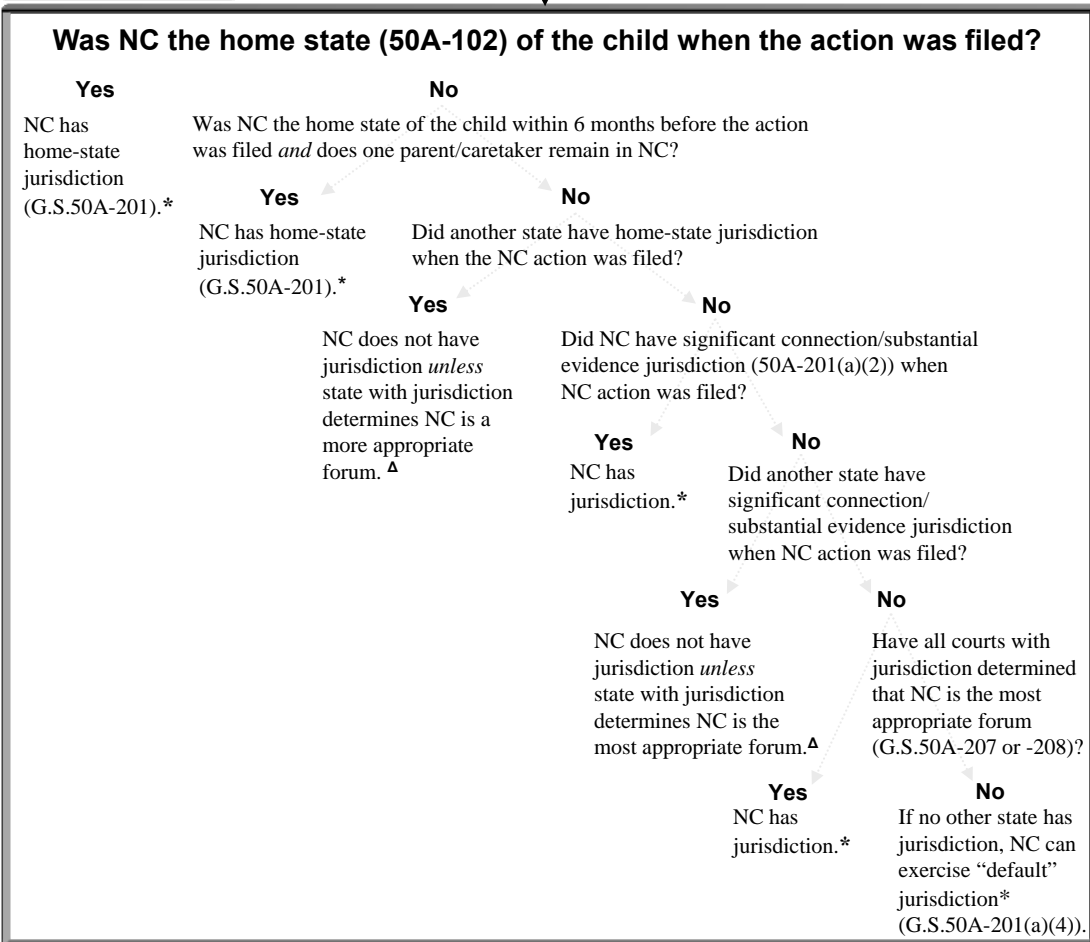 Was NC the home state (50A-102) of the child when the action was filed?
Yes
NC has
home-state
jurisdiction
(G.S.50A-201).*
No
Was NC the home state of the child within 6 months before the action
was filed and does one parent/caretaker remain in NC?
Yes
NC has home-state
jurisdiction
(G.S.50A-201).*
No
Did another state have home-state jurisdiction
when the NC action was filed?
Yes
NC does not have
jurisdiction unless
state with jurisdiction
determines NC is a
more appropriate
forum. Δ
No
Did NC have significant connection/substantial
evidence jurisdiction (50A-201(a)(2)) when
NC action was filed?
Yes
NC has
jurisdiction.*
No
Did another state have
significant connection/
substantial evidence jurisdiction
when NC action was filed?
Yes
NC does not have
jurisdiction unless
state with jurisdiction
determines NC is the
most appropriate forum.Δ
No
Have all courts with
jurisdiction determined
that NC is the most
appropriate forum
(G.S.50A-207 or -208)?
Yes
NC has
jurisdiction.*
No
If no other state has
jurisdiction, NC can
exercise “default”
jurisdiction*
(G.S.50A-201(a)(4)).